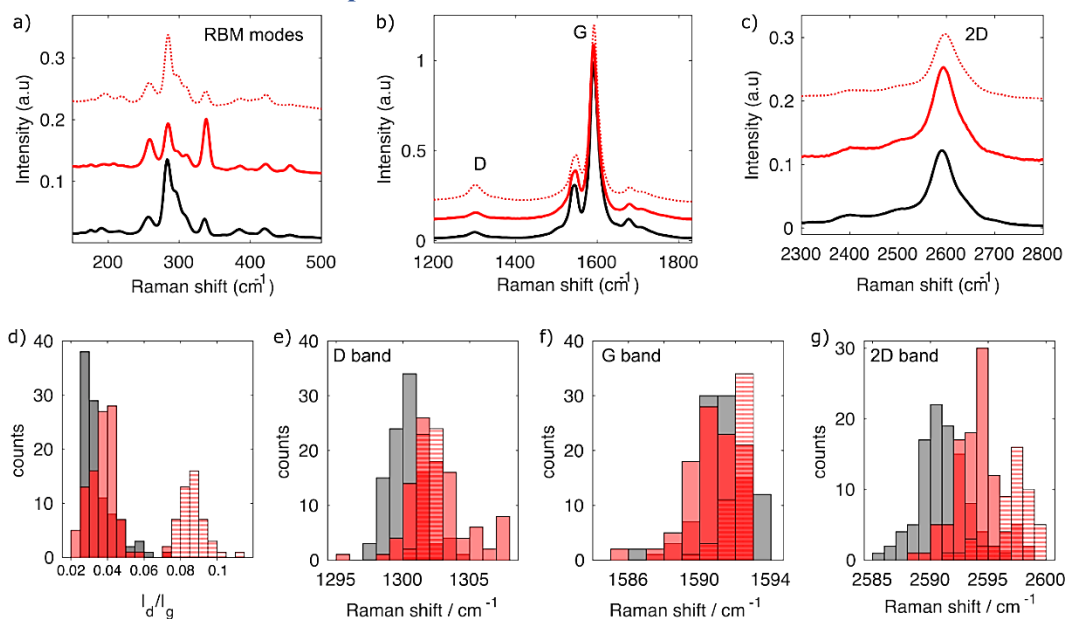 a)
RBM modes
0.3
0.2
0.1
Intensity (a.u)
200
300
400
500
Raman shift (cm-1)
b)
G
D
1
0.5
0
Intensity (a.u)
1200
1400
1600
1800
Raman shift (cm-1)
c)
2D
0.3
0.2
0.1
0
Intensity (a.u)
2300
2400
2500
2600
2700
2800
Raman shift (cm-1)
d)
40
30
20
10
0
counts
0.02
0.04
0.06
0.08
0.1
Id/Ig
e)
D band
40
30
20
10
0
counts
1295
1300
1305
Raman shift / cm-1
f)
G band
40
30
20
10
0
counts
1586
1590
1594
Raman shift / cm-1
g)
2D band
40
30
20
10
0
counts
2585
2590
2595
2600
Raman shift / cm-1